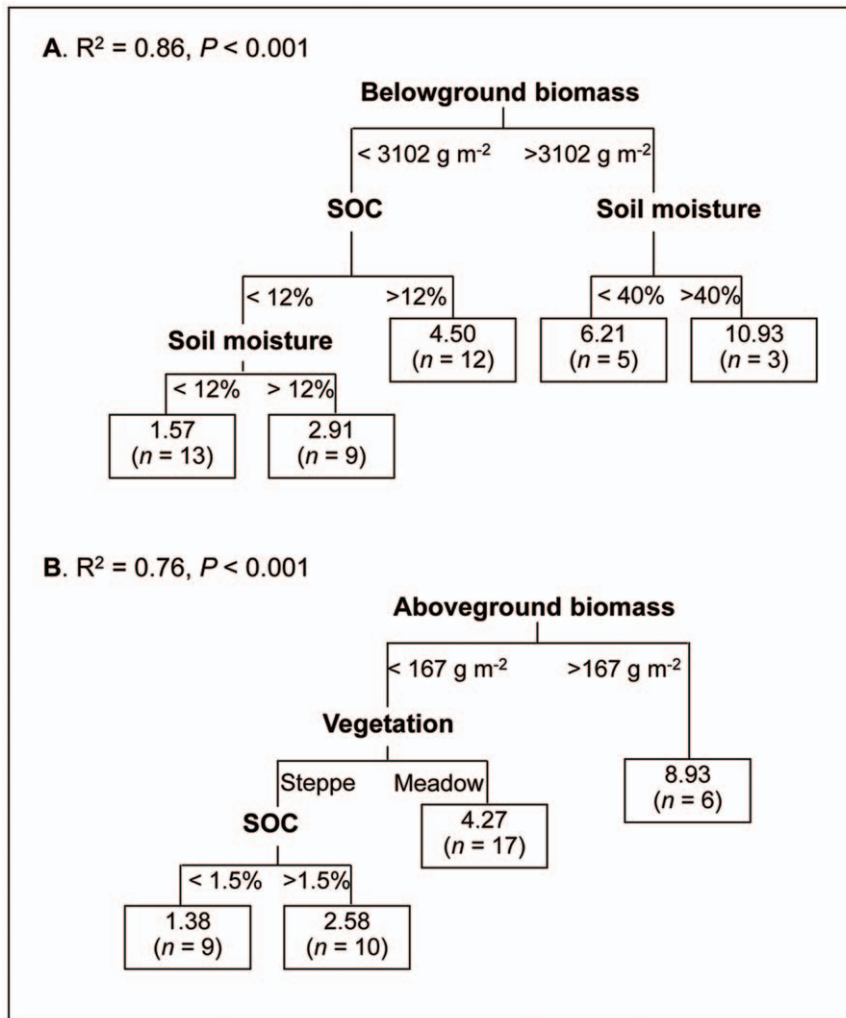 A. R² = 0.86, P < 0.001
Belowground biomass
< 3102 g m⁻² >3102 g m⁻²
SOC Soil moisture
< 12% >12% < 40% >40%
Soil moisture 4.50 6.21 10.93
(n = 12) (n = 5) (n = 3)
< 12% > 12%
1.57 2.91
(n = 13) (n = 9)
B. R² = 0.76, P < 0.001
Aboveground biomass
< 167 g m⁻² >167 g m⁻²
Vegetation
Steppe Meadow 8.93
(n = 6)
SOC 4.27
(n = 17)
< 1.5% >1.5%
1.38 2.58
(n = 9) (n = 10)